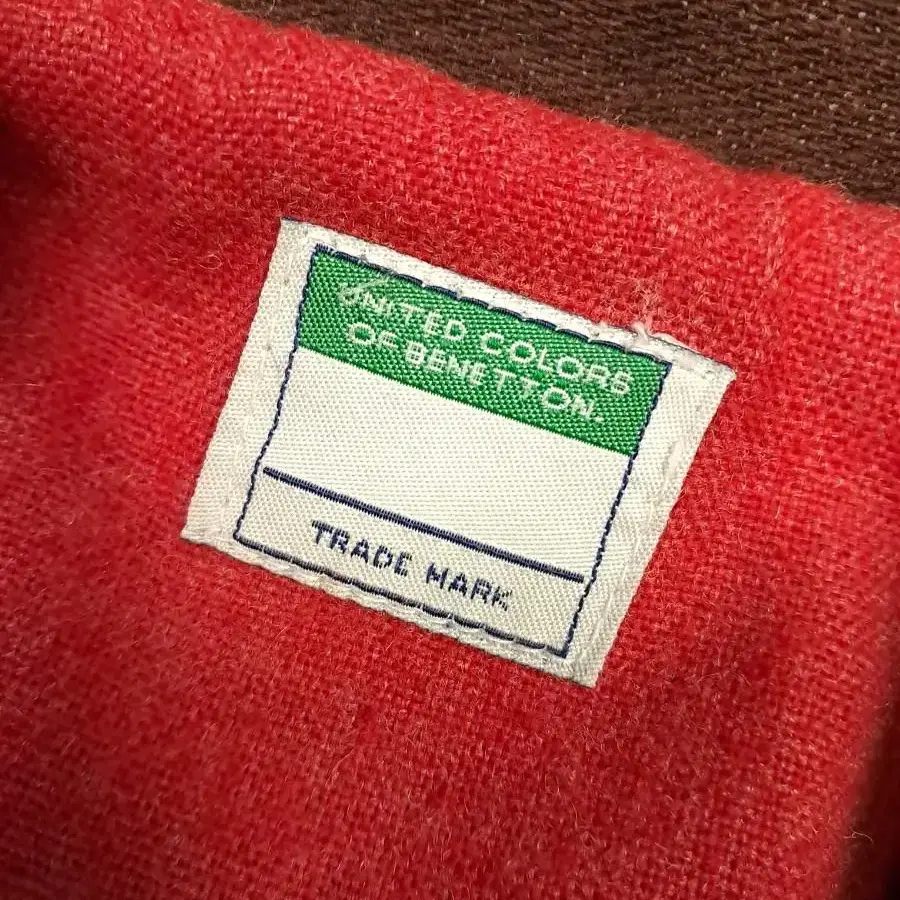 UNITED COLORS
OF BENETTON.
TRADE MARK